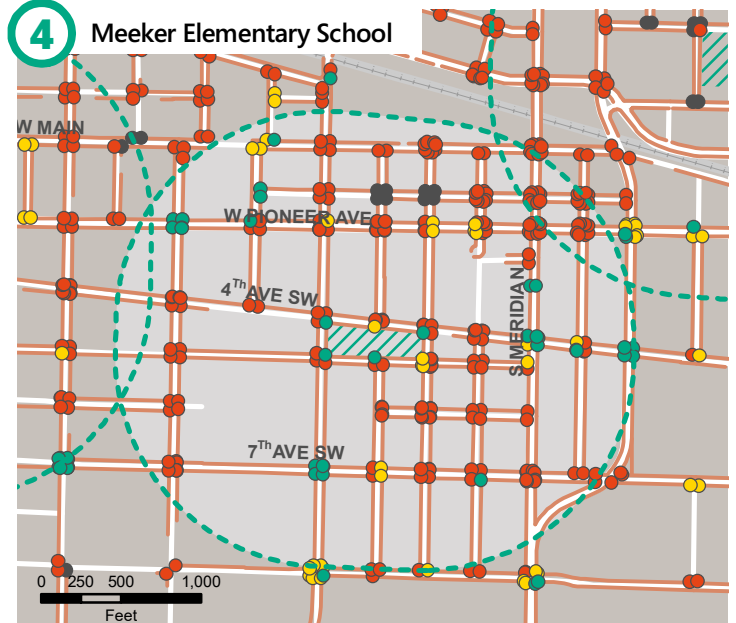 4 Meeker Elementary School
W MAIN
W PIONEER AVE
4Th AVE SW
S MERIDIAN
7Th AVE SW
0 250 500 1,000
Feet